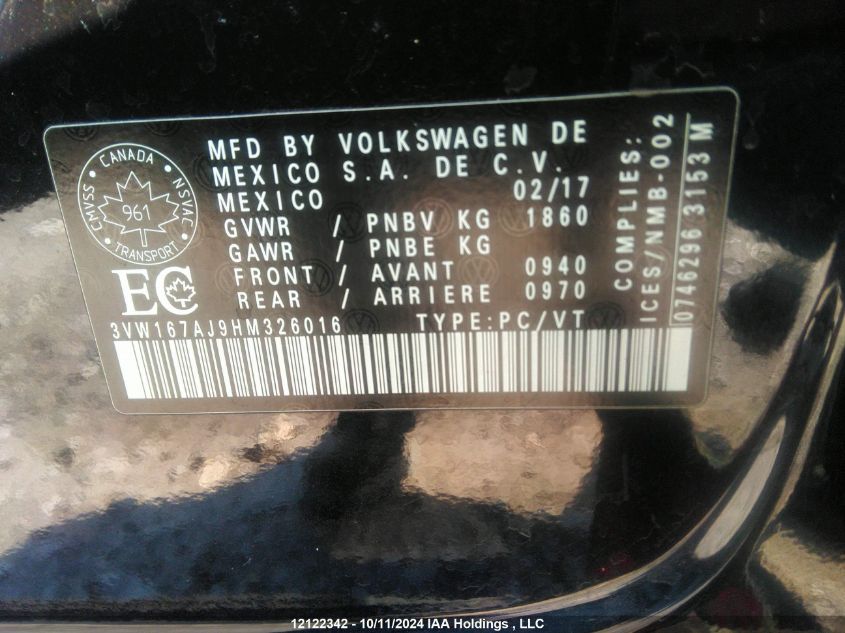 MFD BY VOLKSWAGEN DE
MEXICO S.A. DE C.V.
MEXICO 02/17
GVWR / PNBV KG 1860
GAWR / PNBE KG
FRONT / AVANT 0940
REAR / ARRIERE 0970
3VW167AJ9HM326016 TYPE:PC/VT
CANADA
CMVSS NSVAC
961
TRANSPORT
EC
COMPLIES:
ICES/NMB-002
0746296 3153 M
12122342 - 10/11/2024 IAA Holdings , LLC